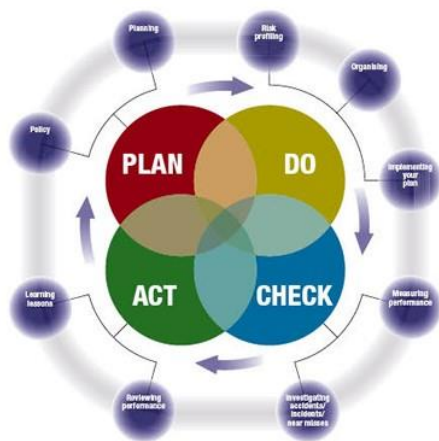 Planning
Risk
profiling
Organising
Policy
PLAN
DO
Implementing
your
plan
ACT
CHECK
Learning
lessons
Measuring
performance
Reviewing
performance
Investigating
accidents/
incidents/
near misses